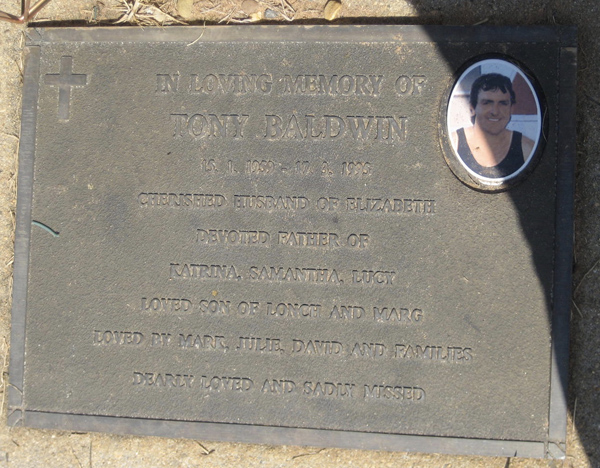 IN LOVING MEMORY OF
TONY BALDWIN
CHERISHED HUSBAND OF ELIZABETH
DEVOTED FATHER OF
KATRINA, SAMANTHA, LUCY
LOVED SON OF LONCH AND MARG
LOVED BY MARK, JULIE, DAVID AND FAMILIES
DEARLY LOVED AND SADLY MISSED